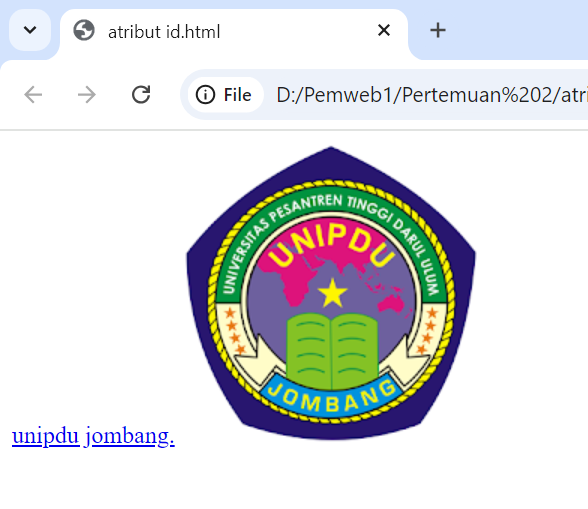 atribut id.html
File
D:/Pemweb1/Pertemuan%202/atri
UNIVERSITAS PESANTREN TINGGI DARUL ULUM
UNIPDU
JOMBANG
unipdu jombang.